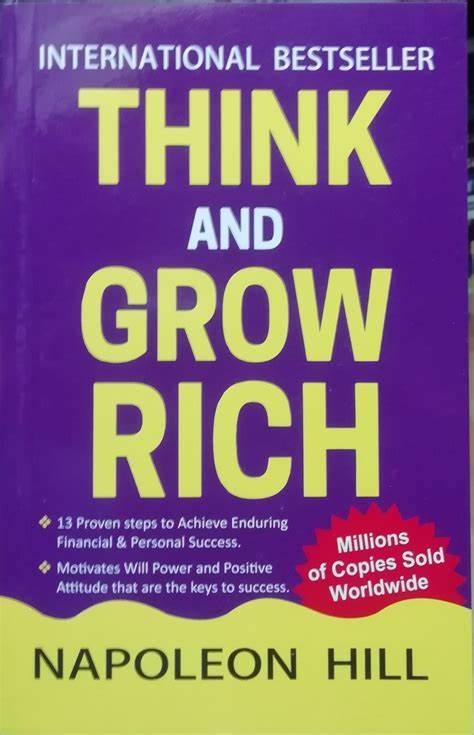 INTERNATIONAL BESTSELLER
THINK
AND
GROW
RICH
❖ 13 Proven steps to Achieve Enduring
Financial & Personal Success.
❖ Motivates Will Power and Positive
Attitude that are the keys to success.
Millions
of Copies Sold
Worldwide
NAPOLEON HILL